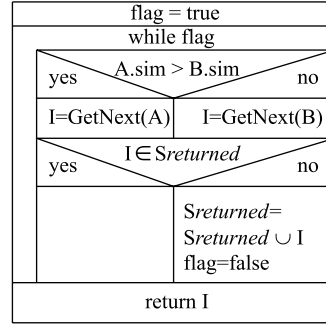 flag = true
while flag
A.sim > B.sim
yes no
I=GetNext(A) I=GetNext(B)
I ∈ Sreturned
yes no
Sreturned=
Sreturned ∪ I
flag=false
return I